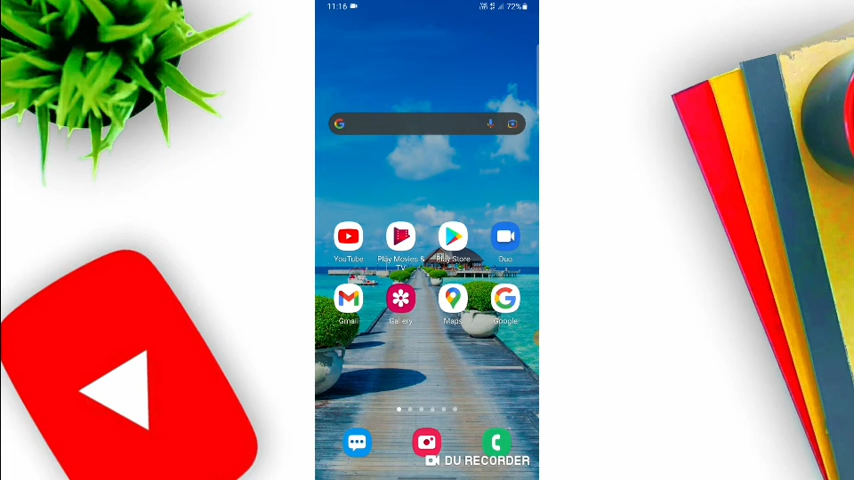 11:16
72%
YouTube
Play Movies & TV
Play Store
Duo
Gmail
Gallery
Maps
Google
DU RECORDER